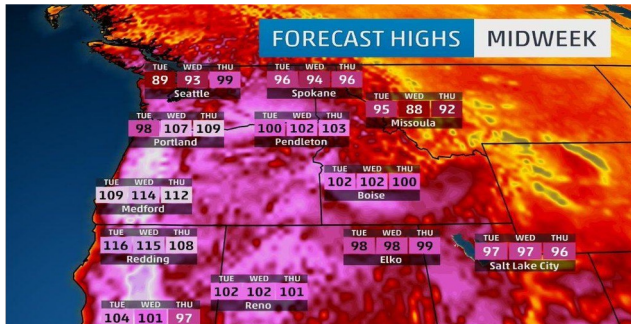 FORECAST HIGHS MIDWEEK
TUE WED THU
89 93 99
Seattle
TUE WED THU
96 94 96
Spokane
TUE WED THU
95 88 92
Missoula
TUE WED THU
98 107 109
Portland
TUE WED THU
100 102 103
Pendleton
TUE WED THU
102 102 100
Boise
TUE WED THU
109 114 112
Medford
TUE WED THU
116 115 108
Redding
TUE WED THU
98 98 99
Elko
TUE WED THU
97 97 96
Salt Lake City
TUE WED THU
102 102 101
Reno
TUE WED THU
104 101 97